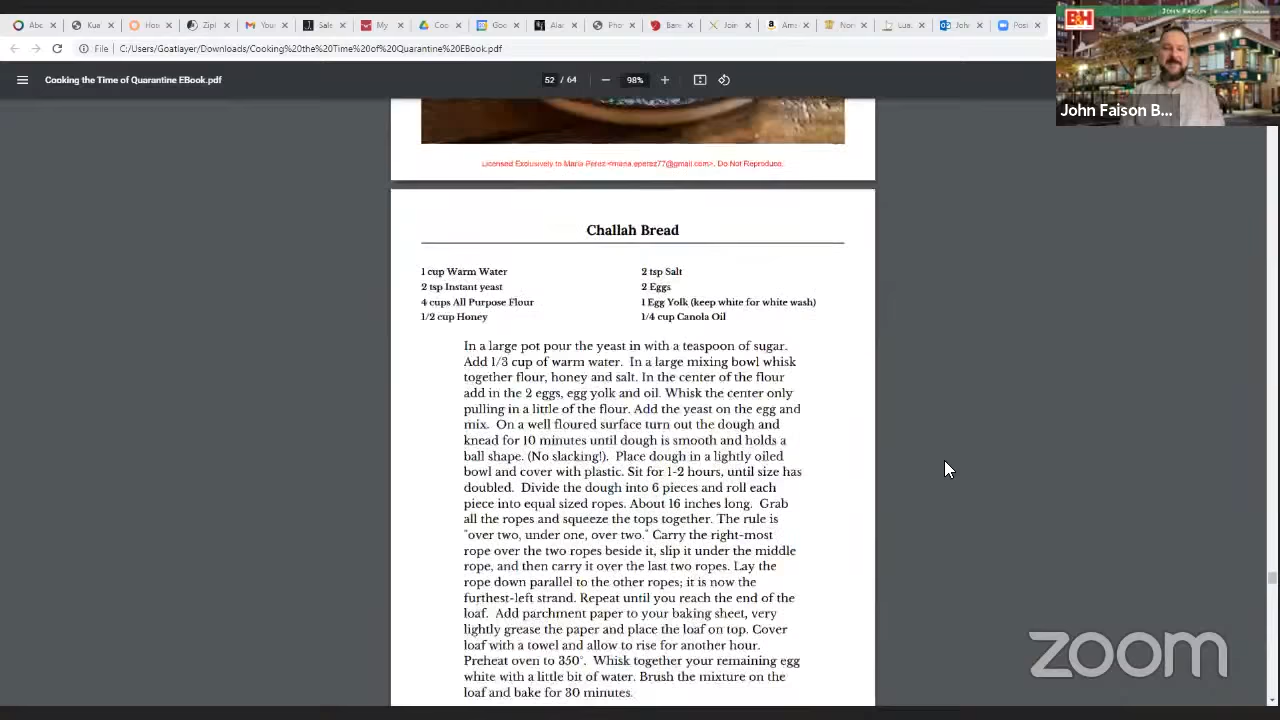 File
C:/Users/Goatlayer/Downloads/Cooking%20the%20Time%20of%20Quarantine%20EBook.pdf
Cooking the Time of Quarantine EBook.pdf
52 / 64
98%
B&H
JOHN FAISON
John Faison B...
Licensed Exclusively to Maria Perez <maria.eperez77@gmail.com>. Do Not Reproduce.
Challah Bread
1 cup Warm Water
2 tsp Instant yeast
4 cups All Purpose Flour
1/2 cup Honey
2 tsp Salt
2 Eggs
1 Egg Yolk (keep white for white wash)
1/4 cup Canola Oil
In a large pot pour the yeast in with a teaspoon of sugar.
Add 1/3 cup of warm water. In a large mixing bowl whisk
together flour, honey and salt. In the center of the flour
add in the 2 eggs, egg yolk and oil. Whisk the center only
pulling in a little of the flour. Add the yeast on the egg and
mix. On a well floured surface turn out the dough and
knead for 10 minutes until dough is smooth and holds a
ball shape. (No slacking!). Place dough in a lightly oiled
bowl and cover with plastic. Sit for 1-2 hours, until size has
doubled. Divide the dough into 6 pieces and roll each
piece into equal sized ropes. About 16 inches long. Grab
all the ropes and squeeze the tops together. The rule is
"over two, under one, over two." Carry the right-most
rope over the two ropes beside it, slip it under the middle
rope, and then carry it over the last two ropes. Lay the
rope down parallel to the other ropes; it is now the
furthest-left strand. Repeat until you reach the end of the
loaf. Add parchment paper to your baking sheet, very
lightly grease the paper and place the loaf on top. Cover
loaf with a towel and allow to rise for another hour.
Preheat oven to 350°. Whisk together your remaining egg
white with a little bit of water. Brush the mixture on the
loaf and bake for 30 minutes.
zoom